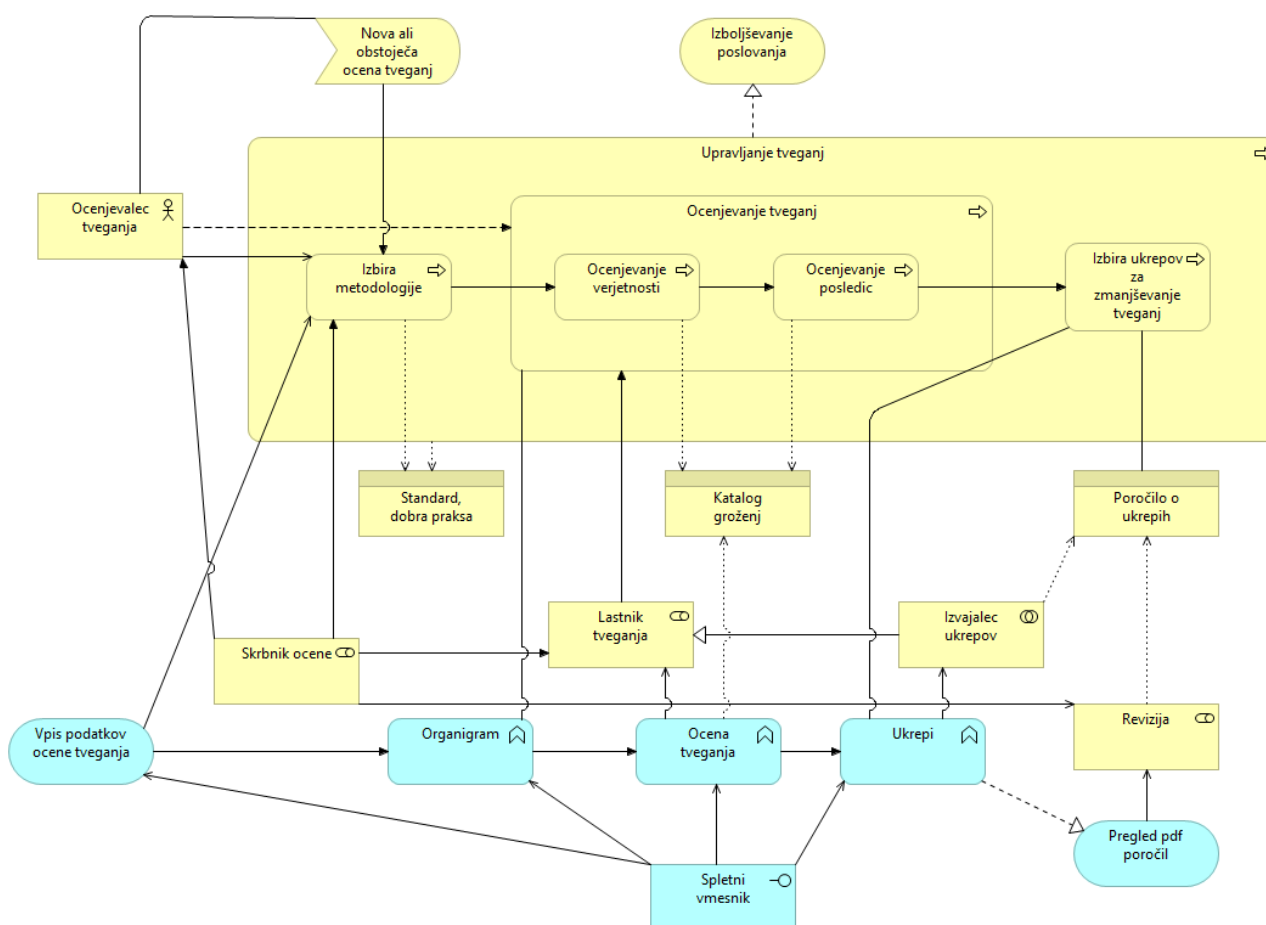 Nova ali
obstoječa
ocena tveganj
Izboljševanje
poslovanja
Upravljanje tveganj
Ocenjevalec
tveganja
Ocenjevanje tveganj
Izbira
metodologije
Ocenjevanje
verjetnosti
Ocenjevanje
posledic
Izbira ukrepov
za
zmanjševanje
tveganj
Standard,
dobra praksa
Katalog
groženj
Poročilo o
ukrepih
Lastnik
tveganja
Izvajalec
ukrepov
Skrbnik ocene
Vpis podatkov
ocene tveganja
Organigram
Ocena
tveganja
Ukrepi
Revizija
Pregled pdf
poročil
Spletni
vmesnik